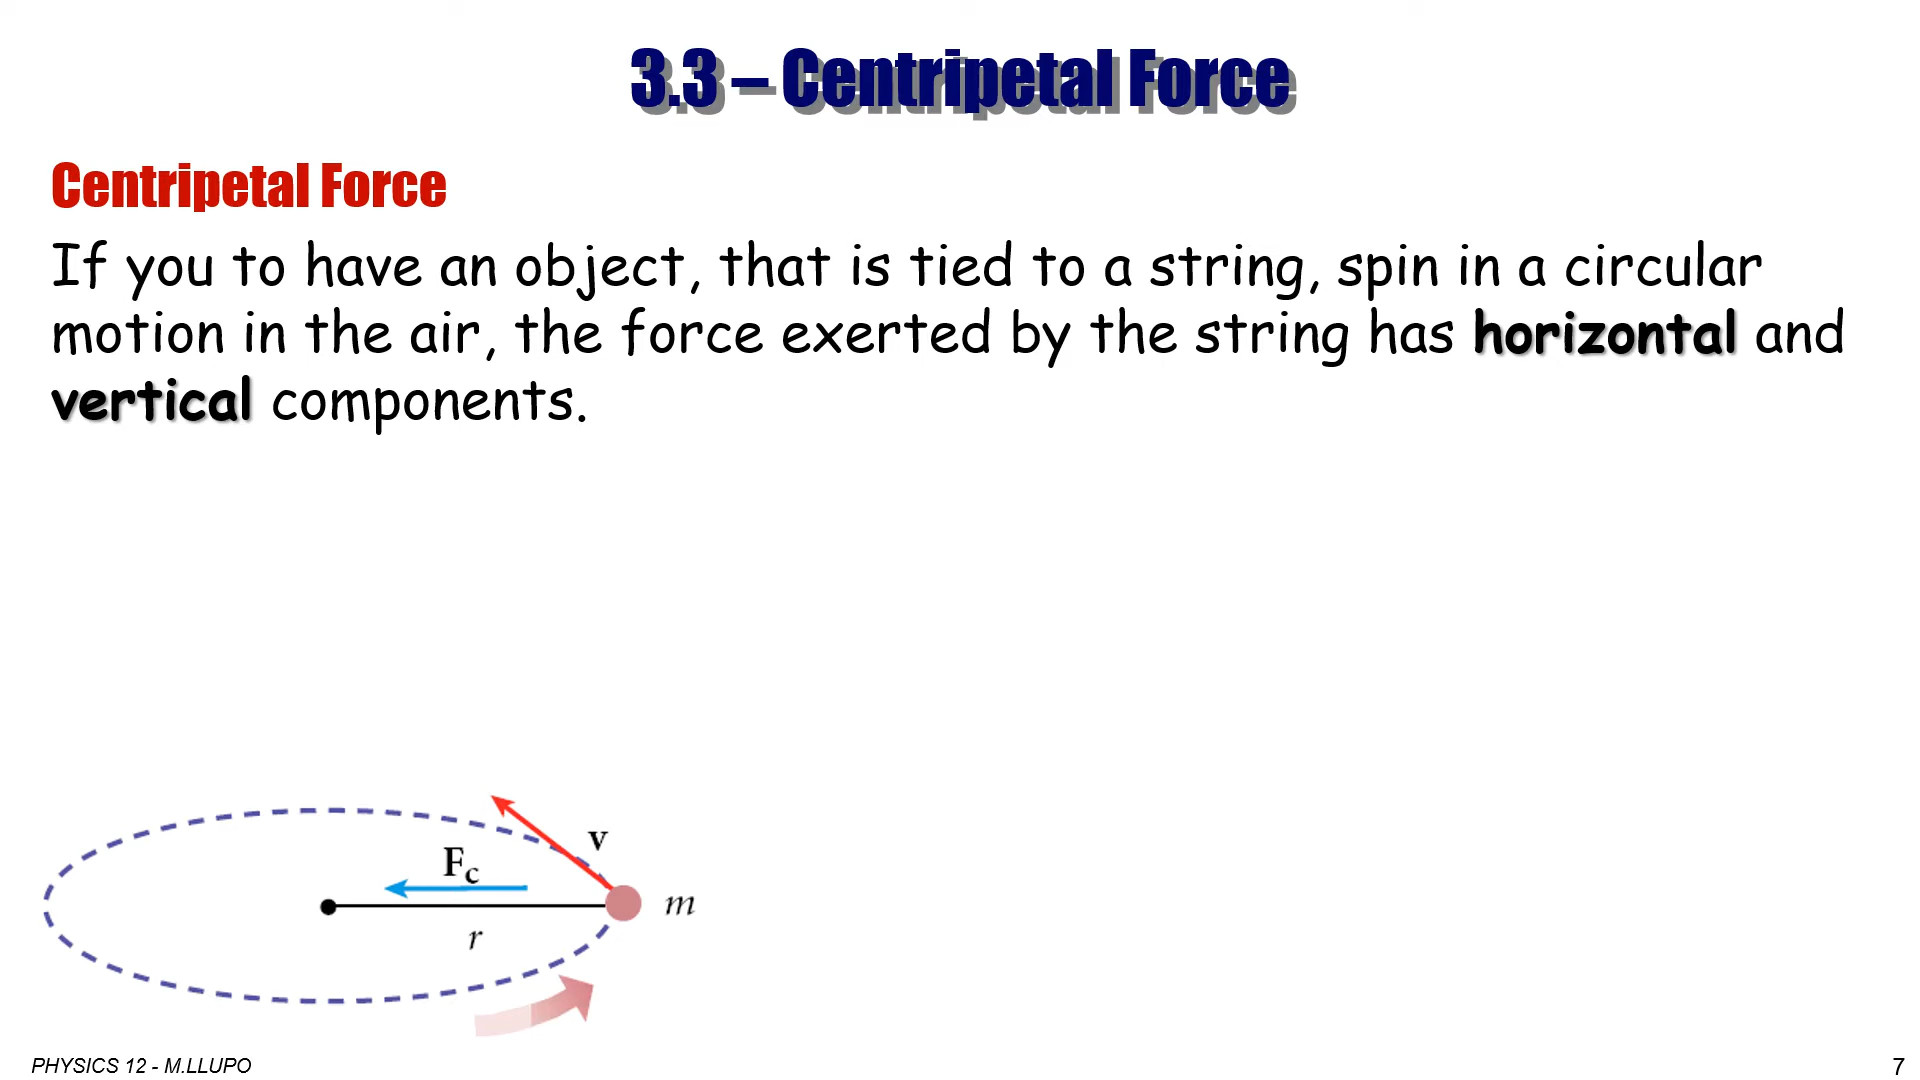 3.3 – Centripetal Force
Centripetal Force
If you to have an object, that is tied to a string, spin in a circular
motion in the air, the force exerted by the string has horizontal and
vertical components.
v
Fc
m
r
PHYSICS 12 - M.LLUPO
7